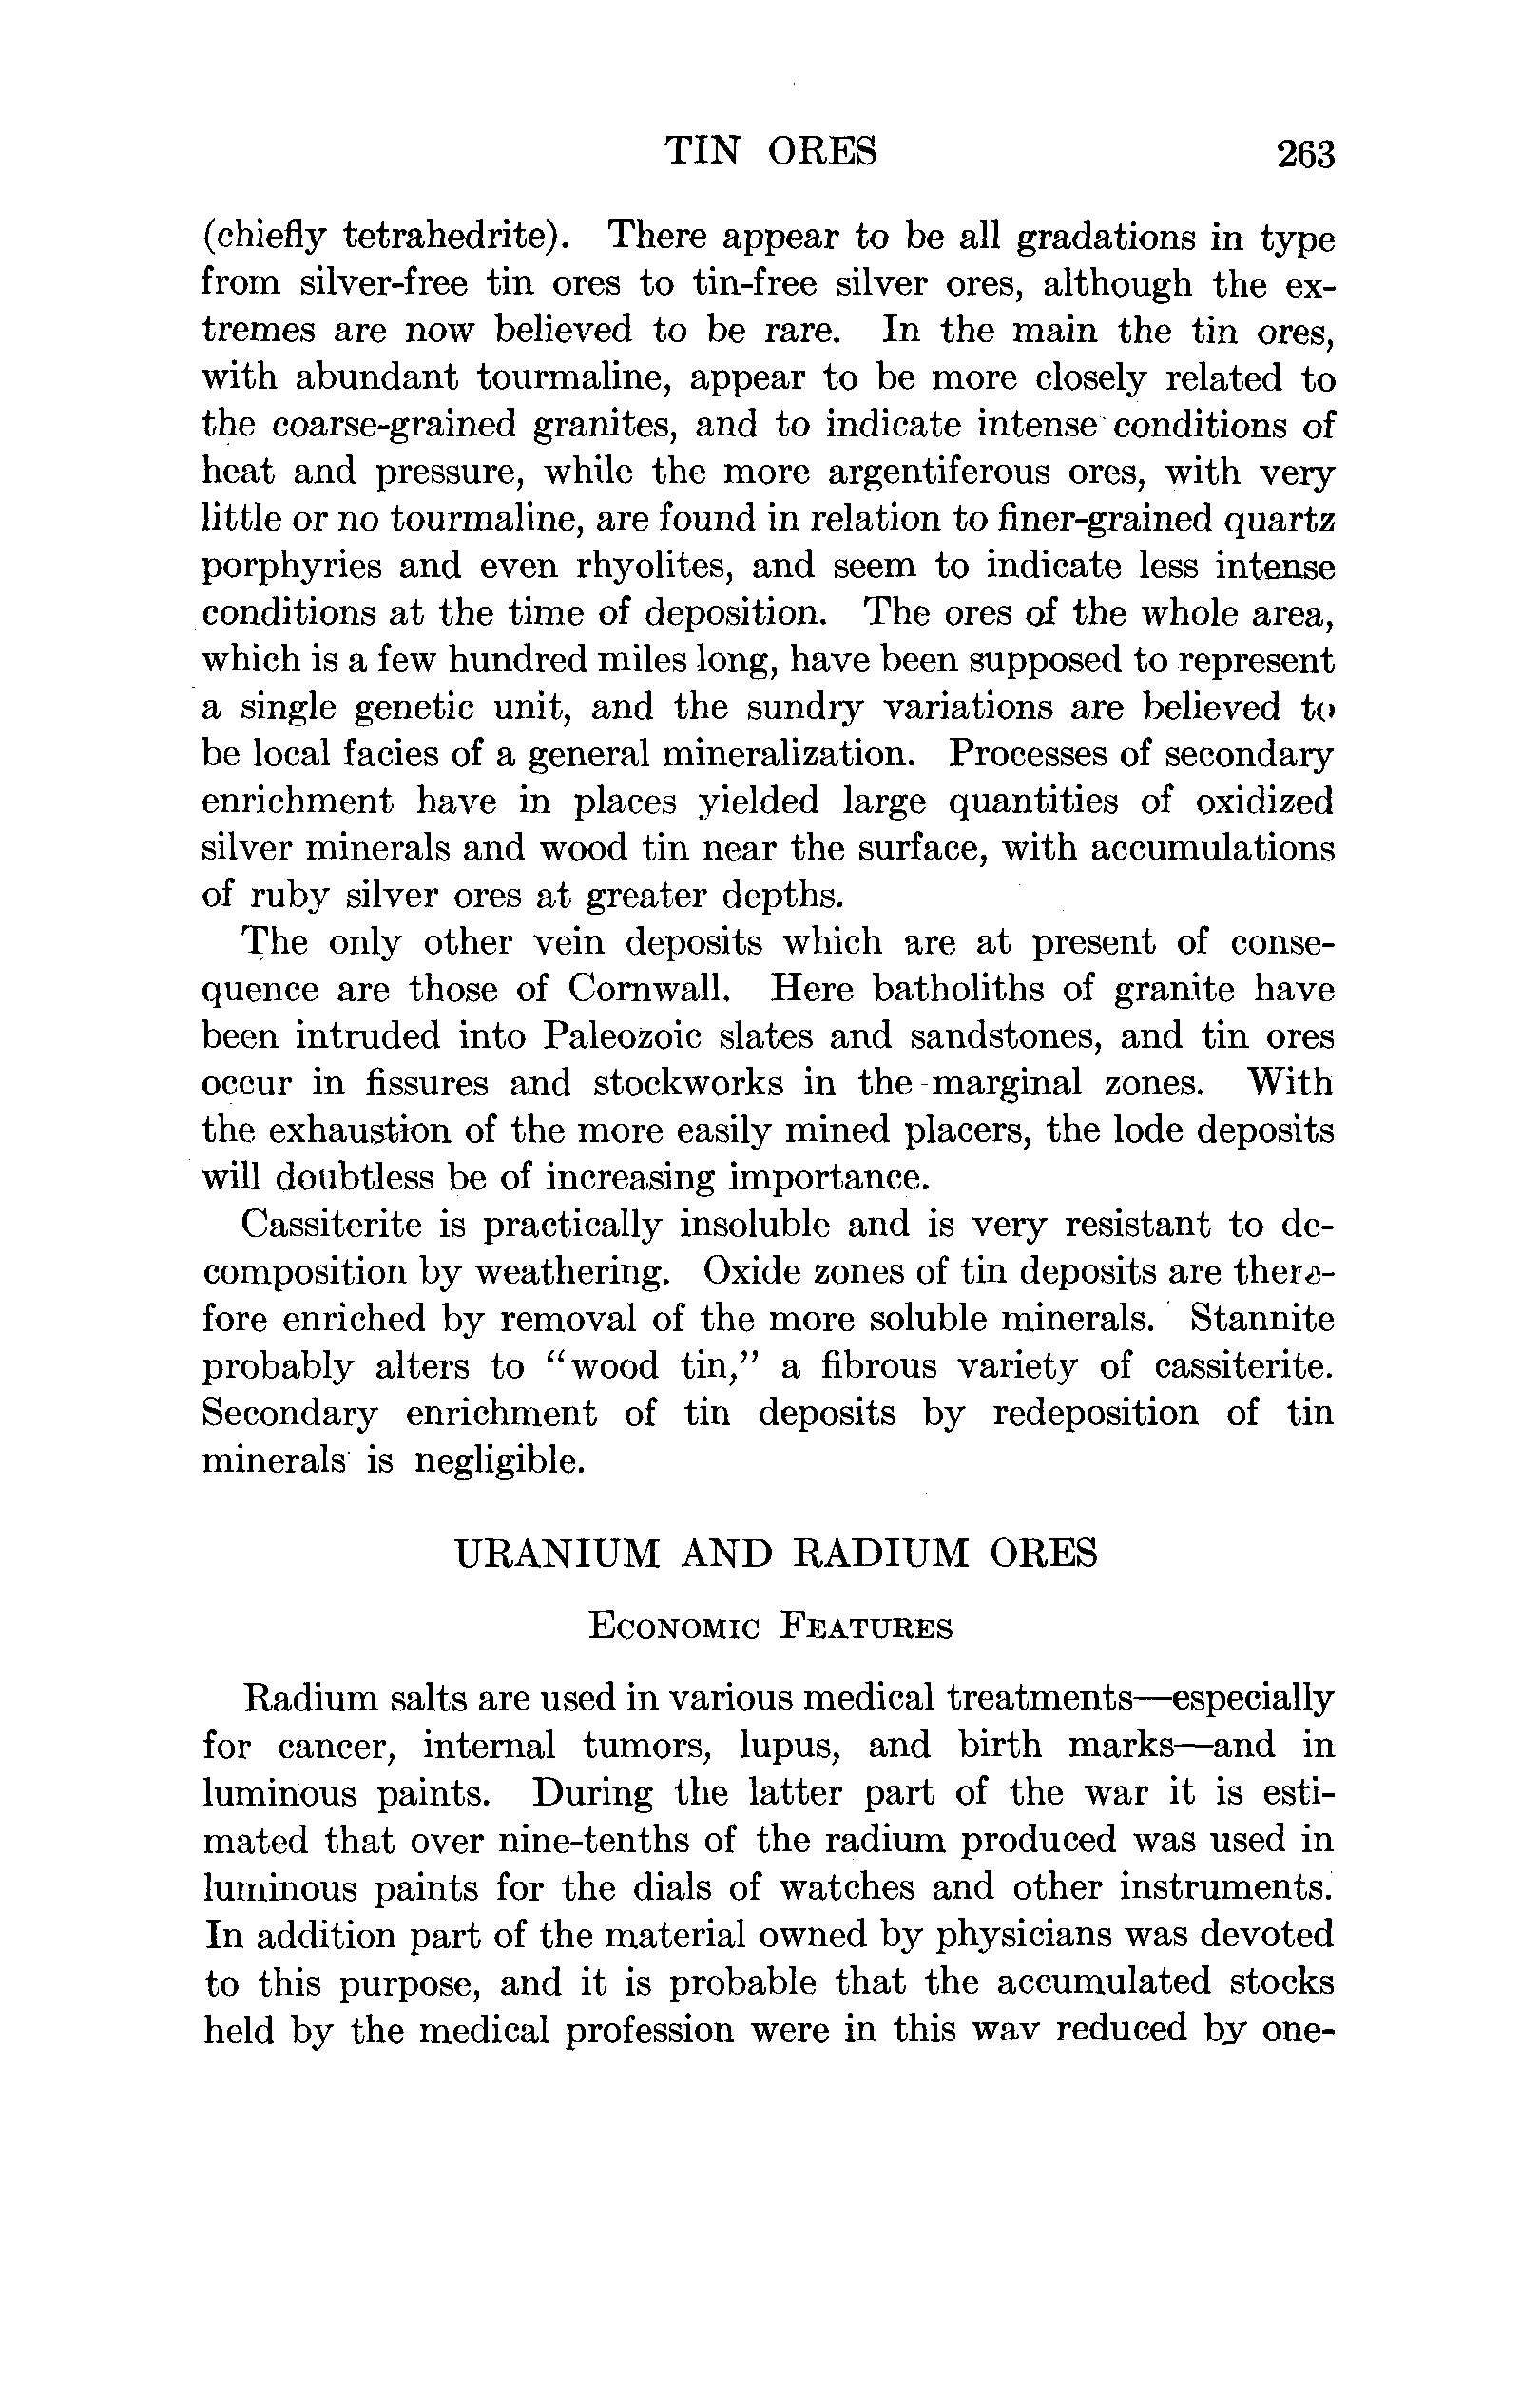 TIN ORES 263
(chiefly tetrahedrite). There appear to be all gradations in type
from silver-free tin ores to tin-free silver ores, although the ex-
tremes are now believed to be rare. In the main the tin ores,
with abundant tourmaline, appear to be more closely related to
the coarse-grained granites, and to indicate intense conditions of
heat and pressure, while the more argentiferous ores, with very
little or no tourmaline, are found in relation to finer-grained quartz
porphyries and even rhyolites, and seem to indicate less intense
conditions at the time of deposition. The ores of the whole area,
which is a few hundred miles long, have been supposed to represent
a single genetic unit, and the sundry variations are believed to
be local facies of a general mineralization. Processes of secondary
enrichment have in places yielded large quantities of oxidized
silver minerals and wood tin near the surface, with accumulations
of ruby silver ores at greater depths.
The only other vein deposits which are at present of conse-
quence are those of Cornwall. Here batholiths of granite have
been intruded into Paleozoic slates and sandstones, and tin ores
occur in fissures and stockworks in the marginal zones. With
the exhaustion of the more easily mined placers, the lode deposits
will doubtless be of increasing importance.
Cassiterite is practically insoluble and is very resistant to de-
composition by weathering. Oxide zones of tin deposits are there-
fore enriched by removal of the more soluble minerals. Stannite
probably alters to "wood tin," a fibrous variety of cassiterite.
Secondary enrichment of tin deposits by redeposition of tin
minerals is negligible.
URANIUM AND RADIUM ORES
ECONOMIC FEATURES
Radium salts are used in various medical treatments—especially
for cancer, internal tumors, lupus, and birth marks—and in
luminous paints. During the latter part of the war it is esti-
mated that over nine-tenths of the radium produced was used in
luminous paints for the dials of watches and other instruments.
In addition part of the material owned by physicians was devoted
to this purpose, and it is probable that the accumulated stocks
held by the medical profession were in this way reduced by one-